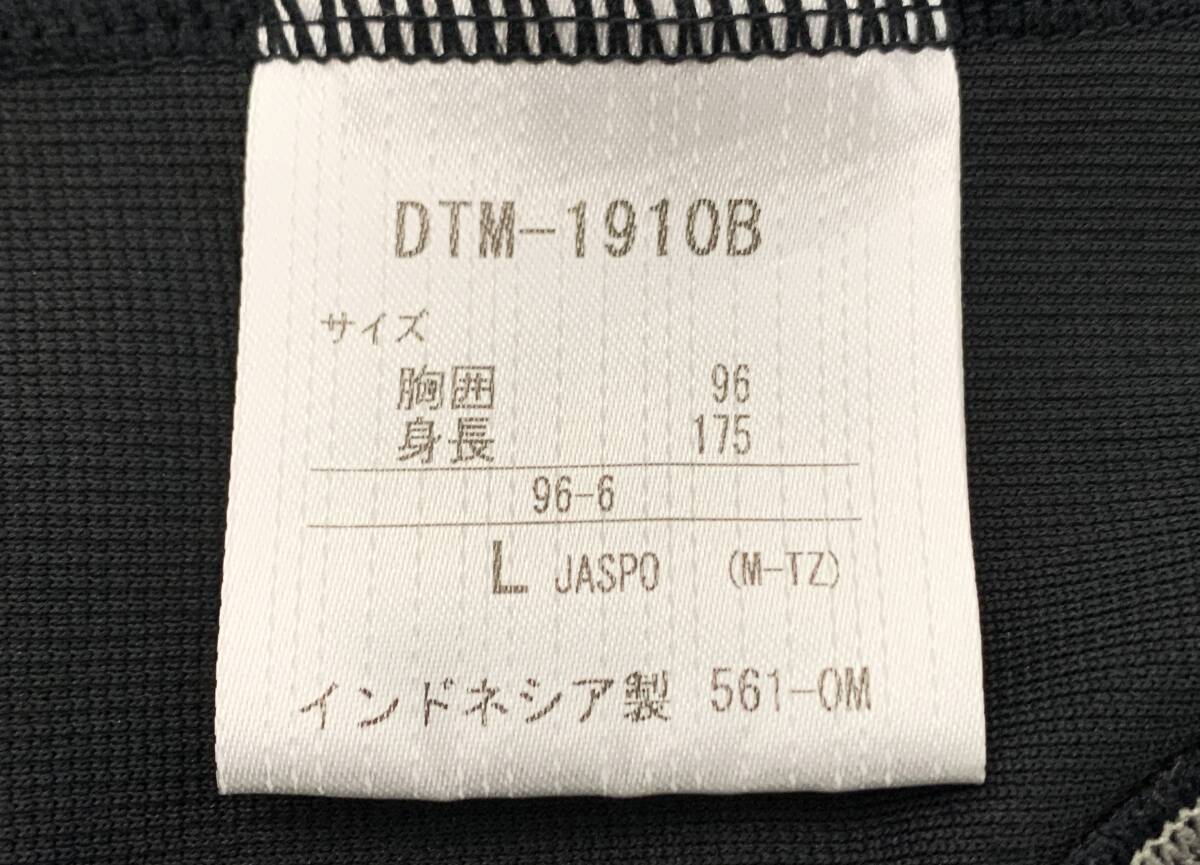 DTM-1910B
サイズ
胸囲 96
身長 175
96-6
L JASPO (M-TZ)
インドネシア製 561-OM